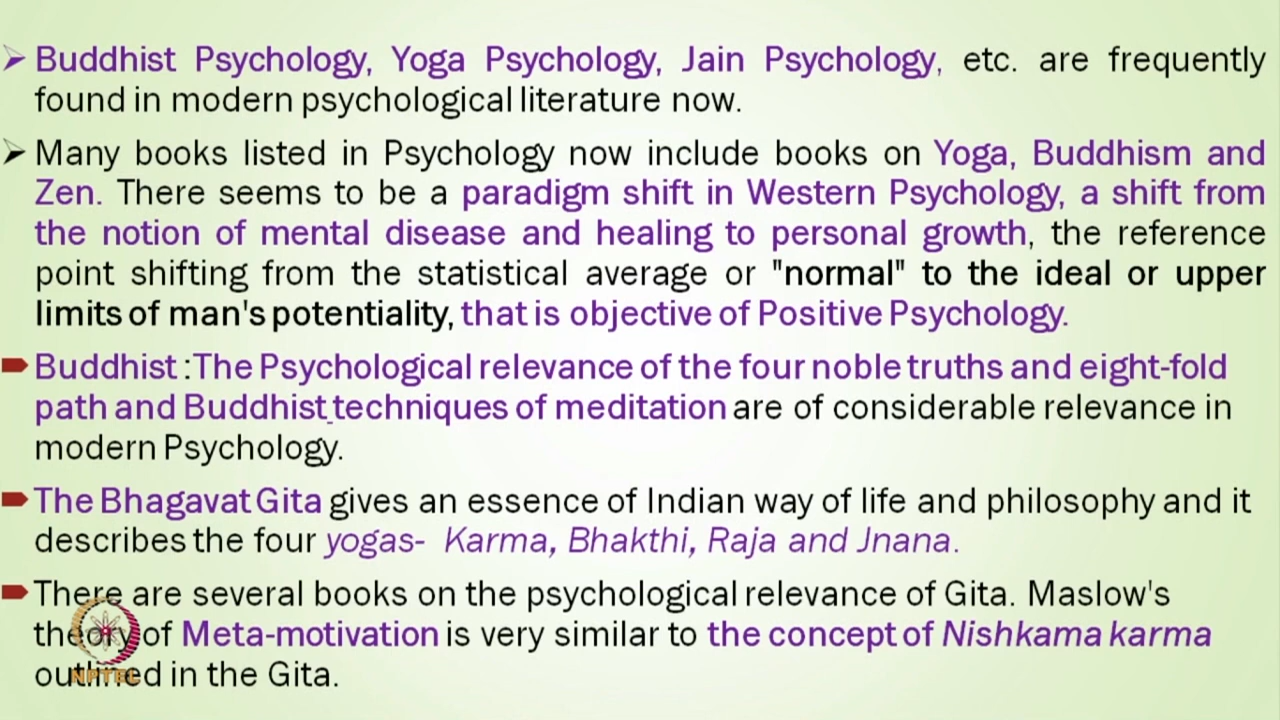 Buddhist Psychology, Yoga Psychology, Jain Psychology, etc. are frequently
found in modern psychological literature now.
Many books listed in Psychology now include books on Yoga, Buddhism and
Zen. There seems to be a paradigm shift in Western Psychology, a shift from
the notion of mental disease and healing to personal growth, the reference
point shifting from the statistical average or "normal" to the ideal or upper
limits of man's potentiality, that is objective of Positive Psychology.
Buddhist :The Psychological relevance of the four noble truths and eight-fold
path and Buddhist techniques of meditation are of considerable relevance in
modern Psychology.
The Bhagavat Gita gives an essence of Indian way of life and philosophy and it
describes the four yogas- Karma, Bhakthi, Raja and Jnana.
There are several books on the psychological relevance of Gita. Maslow's
theory of Meta-motivation is very similar to the concept of Nishkama karma
outlined in the Gita.
NPTEL